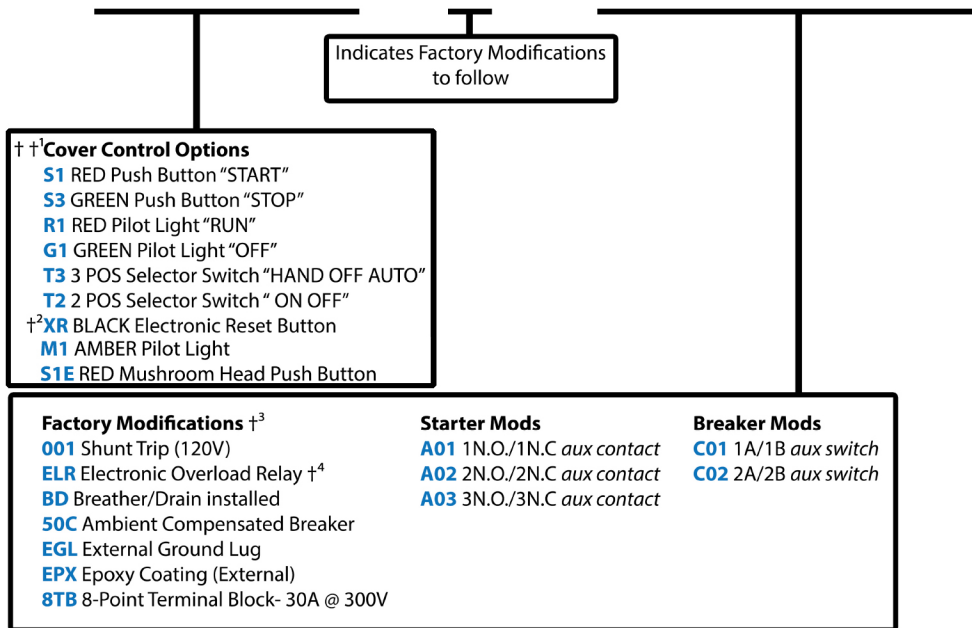 Indicates Factory Modifications
to follow
† †¹Cover Control Options
S1 RED Push Button “START”
S3 GREEN Push Button “STOP”
R1 RED Pilot Light “RUN”
G1 GREEN Pilot Light “OFF”
T3 3 POS Selector Switch “HAND OFF AUTO”
T2 2 POS Selector Switch “ ON OFF”
†²XR BLACK Electronic Reset Button
M1 AMBER Pilot Light
S1E RED Mushroom Head Push Button
Factory Modifications †³
001 Shunt Trip (120V)
ELR Electronic Overload Relay †⁴
BD Breather/Drain installed
50C Ambient Compensated Breaker
EGL External Ground Lug
EPX Epoxy Coating (External)
8TB 8-Point Terminal Block- 30A @ 300V
Starter Mods
A01 1N.O./1N.C aux contact
A02 2N.O./2N.C aux contact
A03 3N.O./3N.C aux contact
Breaker Mods
C01 1A/1B aux switch
C02 2A/2B aux switch